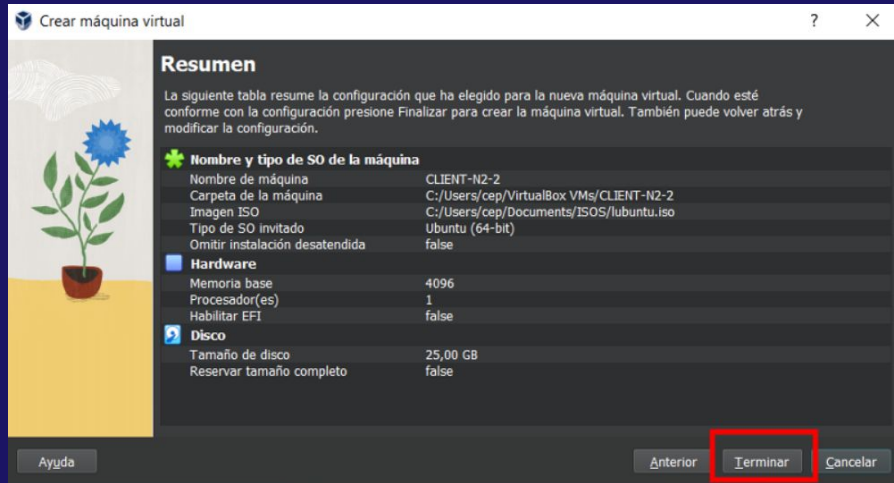 Crear máquina virtual
?
Resumen
La siguiente tabla resume la configuración que ha elegido para la nueva máquina virtual. Cuando esté
conforme con la configuración presione Finalizar para crear la máquina virtual. También puede volver atrás y
modificar la configuración.
Nombre y tipo de SO de la máquina
Nombre de máquina CLIENT-N2-2
Carpeta de la máquina C:/Users/cep/VirtualBox VMs/CLIENT-N2-2
Imagen ISO C:/Users/cep/Documents/ISOS/lubuntu.iso
Tipo de SO invitado Ubuntu (64-bit)
Omitir instalación desatendida false
Hardware
Memoria base 4096
Procesador(es) 1
Habilitar EFI false
Disco
Tamaño de disco 25,00 GB
Reservar tamaño completo false
Ayuda Anterior Terminar Cancelar